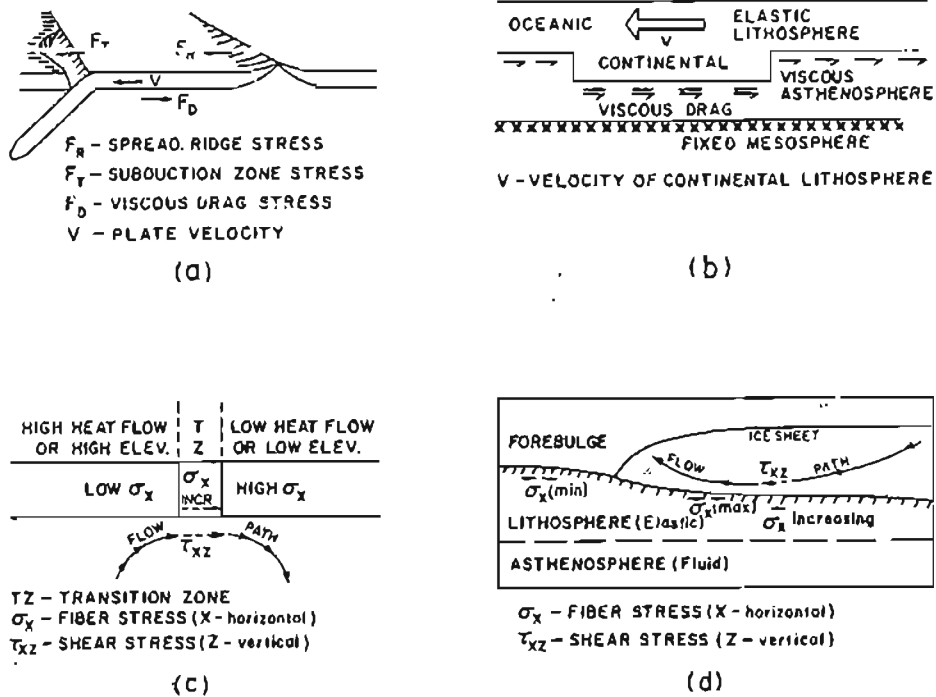 F_T
F_R
V
F_D
F_R – SPREAD. RIDGE STRESS
F_T – SUBDUCTION ZONE STRESS
F_D – VISCOUS DRAG STRESS
V – PLATE VELOCITY
(a)
OCEANIC
V
ELASTIC
LITHOSPHERE
CONTINENTAL
VISCOUS
ASTHENOSPHERE
VISCOUS DRAG
FIXED MESOSPHERE
V – VELOCITY OF CONTINENTAL LITHOSPHERE
(b)
HIGH HEAT FLOW
OR HIGH ELEV.
T
Z
LOW HEAT FLOW
OR LOW ELEV.
LOW σ_x
σ_x
INCR
HIGH σ_x
FLOW
τ_xz
PATH
TZ – TRANSITION ZONE
σ_x – FIBER STRESS (X – horizontal)
τ_xz – SHEAR STRESS (Z – vertical)
(c)
FOREBULGE
ICE SHEET
FLOW
τ_xz
PATH
σ_x (min)
σ_x (max)
σ_x Increasing
LITHOSPHERE (Elastic)
ASTHENOSPHERE (Fluid)
σ_x – FIBER STRESS (X – horizontal)
τ_xz – SHEAR STRESS (Z – vertical)
(d)